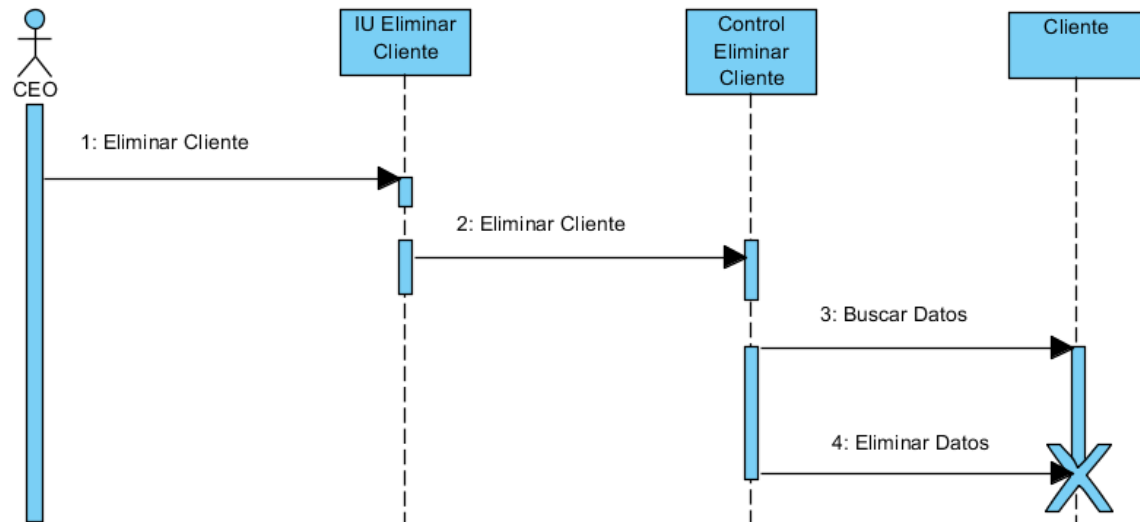 IU Eliminar
Cliente
Control
Eliminar
Cliente
Cliente
CEO
1: Eliminar Cliente
2: Eliminar Cliente
3: Buscar Datos
4: Eliminar Datos